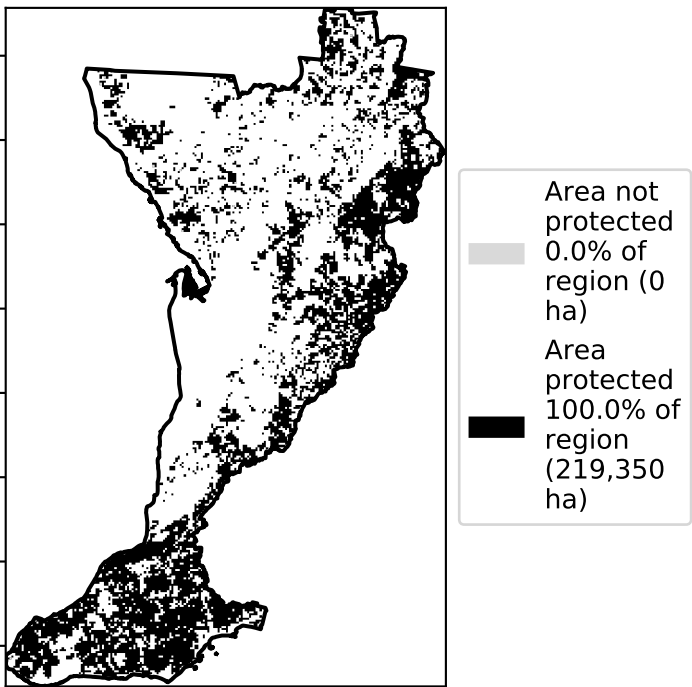 Area not
protected
0.0% of
region (0
ha)
Area
protected
100.0% of
region
(219,350
ha)